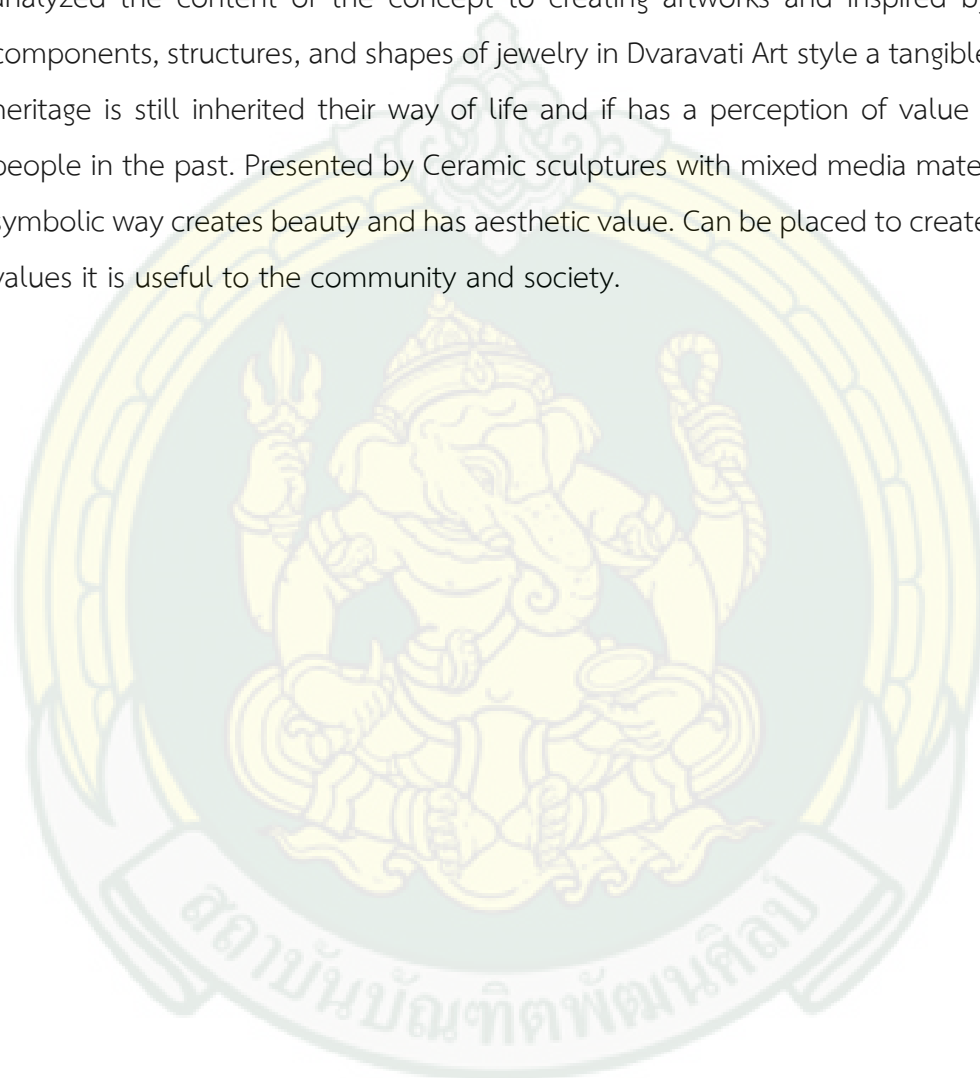 analyzed the content of the concept to creating artworks and inspired by
components, structures, and shapes of jewelry in Dvaravati Art style a tangible
heritage is still inherited their way of life and if has a perception of value
people in the past. Presented by Ceramic sculptures with mixed media
symbolic way creates beauty and has aesthetic value. Can be placed to create
values it is useful to the community and society.
สถาบันบัณฑิตพัฒนศิลป์